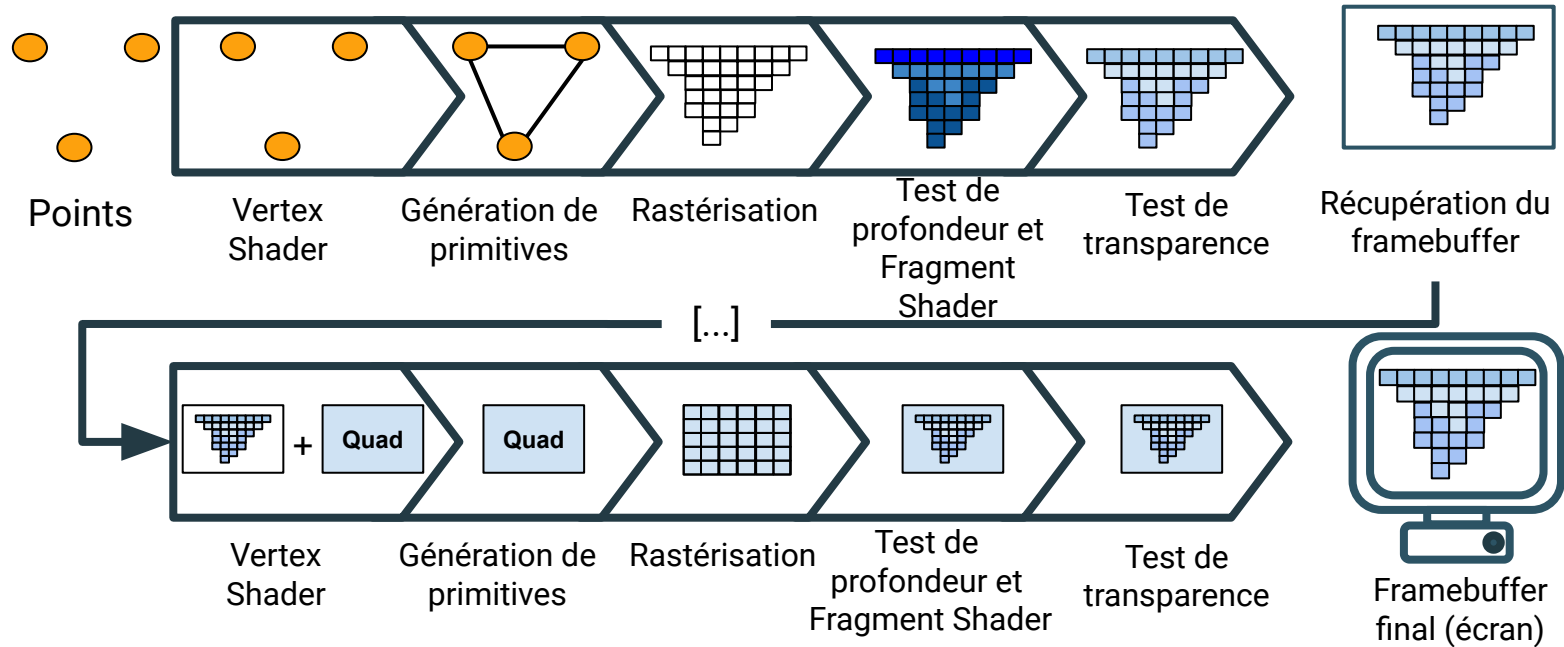 Points
Vertex
Shader
Génération de
primitives
Rastérisation
Test de
profondeur et
Fragment
Shader
Test de
transparence
Récupération du
framebuffer
[...]
+
Quad
Quad
Vertex
Shader
Génération de
primitives
Rastérisation
Test de
profondeur et
Fragment Shader
Test de
transparence
Framebuffer
final (écran)